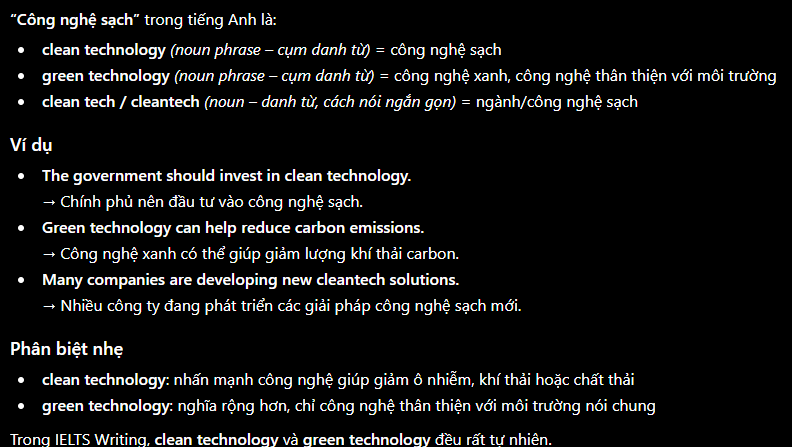 “Công nghệ sạch” trong tiếng Anh là:
• clean technology (noun phrase – cụm danh từ) = công nghệ sạch
• green technology (noun phrase – cụm danh từ) = công nghệ xanh, công nghệ thân thiện với môi trường
• clean tech / cleantech (noun – danh từ, cách nói ngắn gọn) = ngành/công nghệ sạch
Ví dụ
• The government should invest in clean technology.
→ Chính phủ nên đầu tư vào công nghệ sạch.
• Green technology can help reduce carbon emissions.
→ Công nghệ xanh có thể giúp giảm lượng khí thải carbon.
• Many companies are developing new cleantech solutions.
→ Nhiều công ty đang phát triển các giải pháp công nghệ sạch mới.
Phân biệt nhẹ
• clean technology: nhấn mạnh công nghệ giúp giảm ô nhiễm, khí thải hoặc chất thải
• green technology: nghĩa rộng hơn, chỉ công nghệ thân thiện với môi trường nói chung
Trong IELTS Writing, clean technology và green technology đều rất tự nhiên.